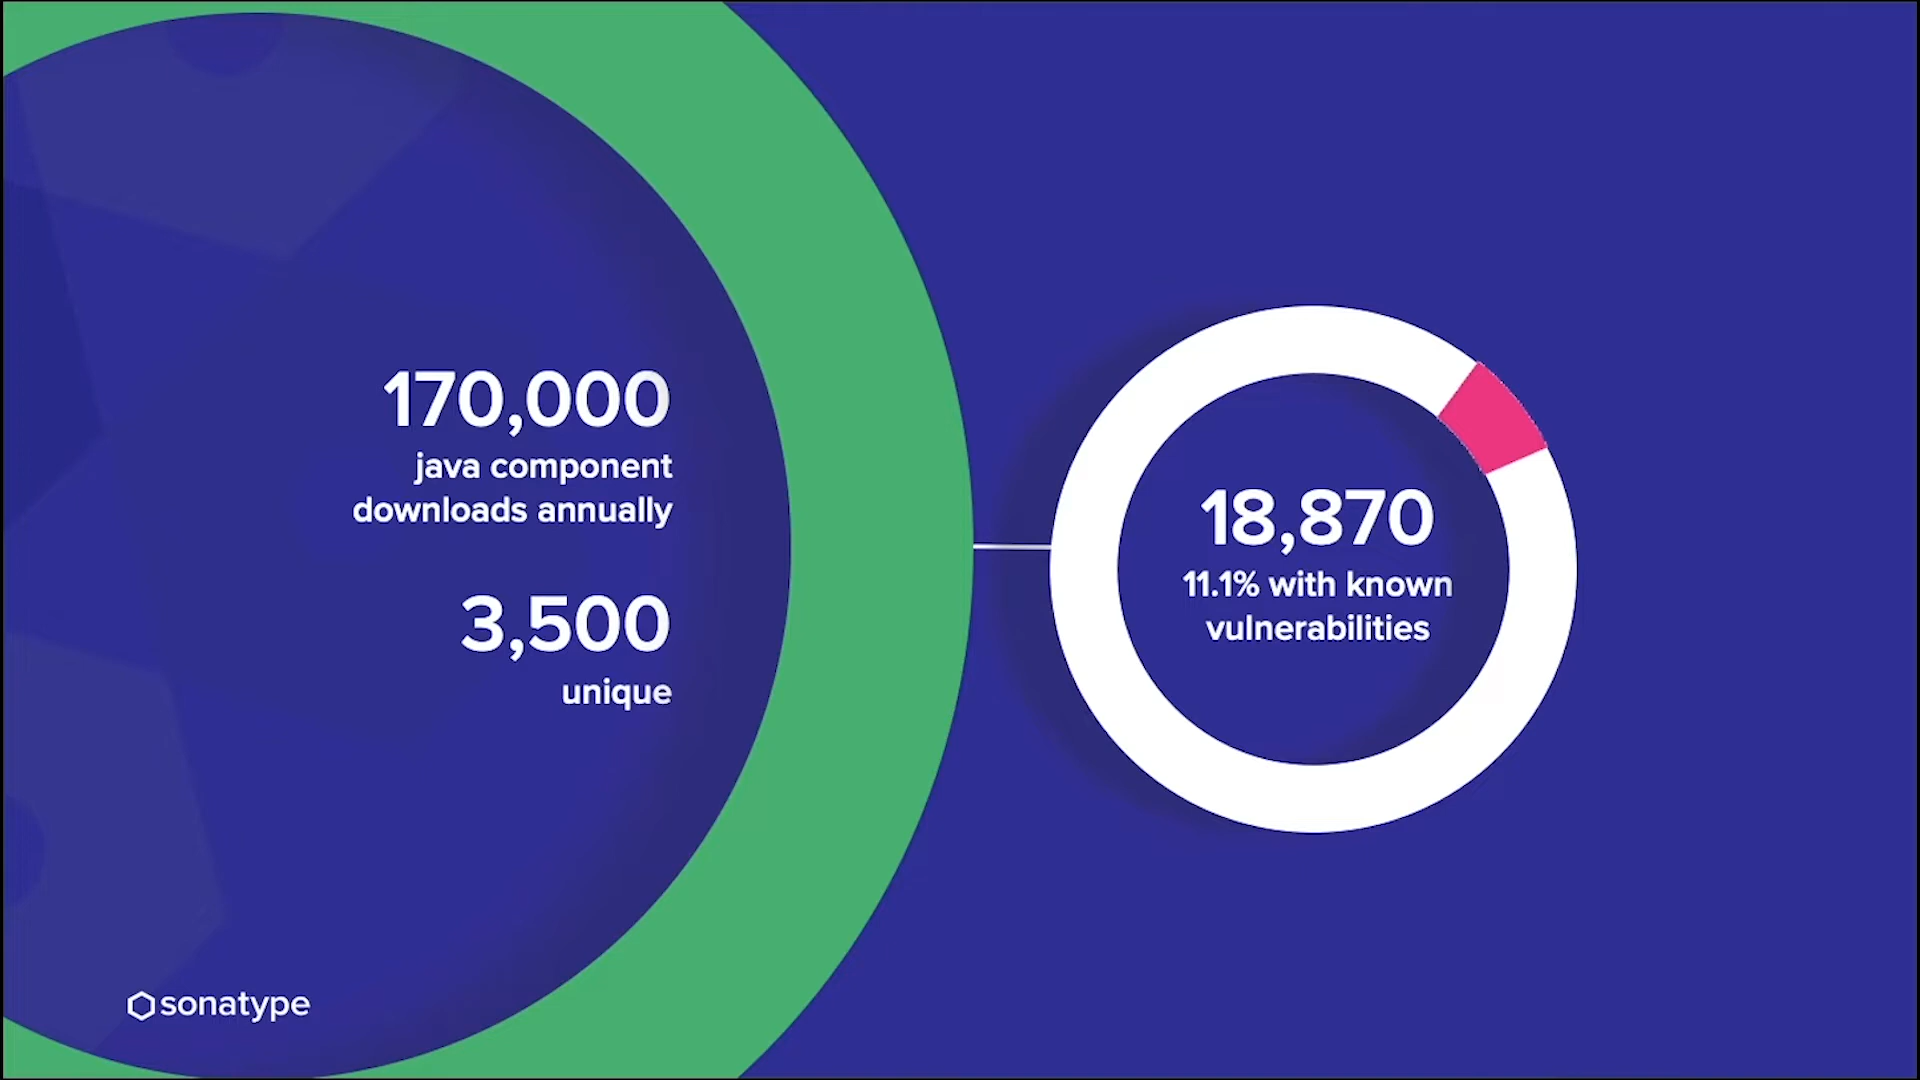 170,000
java component
downloads annually
3,500
unique
18,870
11.1% with known
vulnerabilities
sonatype